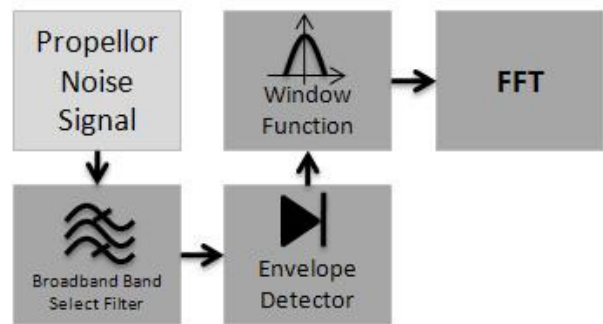 Propellor
Noise
Signal
Broadband Band
Select Filter
Envelope
Detector
Window
Function
FFT